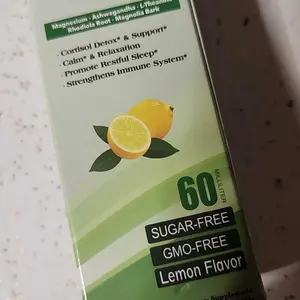 Magnesium · Ashwagandha · L-Theanine
Rhodiola Root · Magnolia Bark
· Cortisol Detox* & Support*
· Calm* & Relaxation
· Promote Restful Sleep*
· Strengthens Immune System*
60
MILLILITER
SUGAR-FREE
GMO-FREE
Lemon Flavor